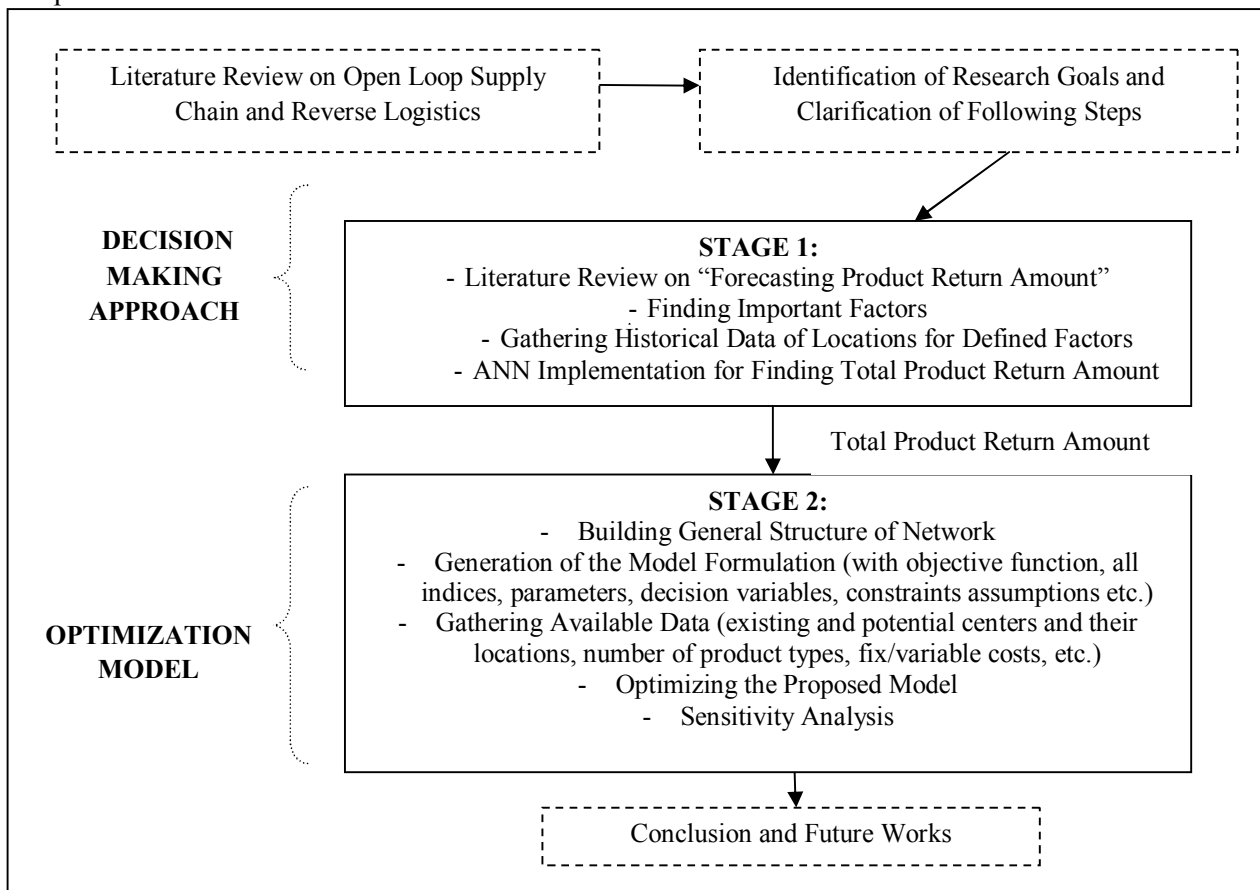 Literature Review on Open Loop Supply
Chain and Reverse Logistics
Identification of Research Goals and
Clarification of Following Steps
DECISION
MAKING
APPROACH
STAGE 1:
- Literature Review on “Forecasting Product Return Amount”
- Finding Important Factors
- Gathering Historical Data of Locations for Defined Factors
- ANN Implementation for Finding Total Product Return Amount
Total Product Return Amount
OPTIMIZATION
MODEL
STAGE 2:
- Building General Structure of Network
- Generation of the Model Formulation (with objective function, all
indices, parameters, decision variables, constraints assumptions etc.)
- Gathering Available Data (existing and potential centers and their
locations, number of product types, fix/variable costs, etc.)
- Optimizing the Proposed Model
- Sensitivity Analysis
Conclusion and Future Works